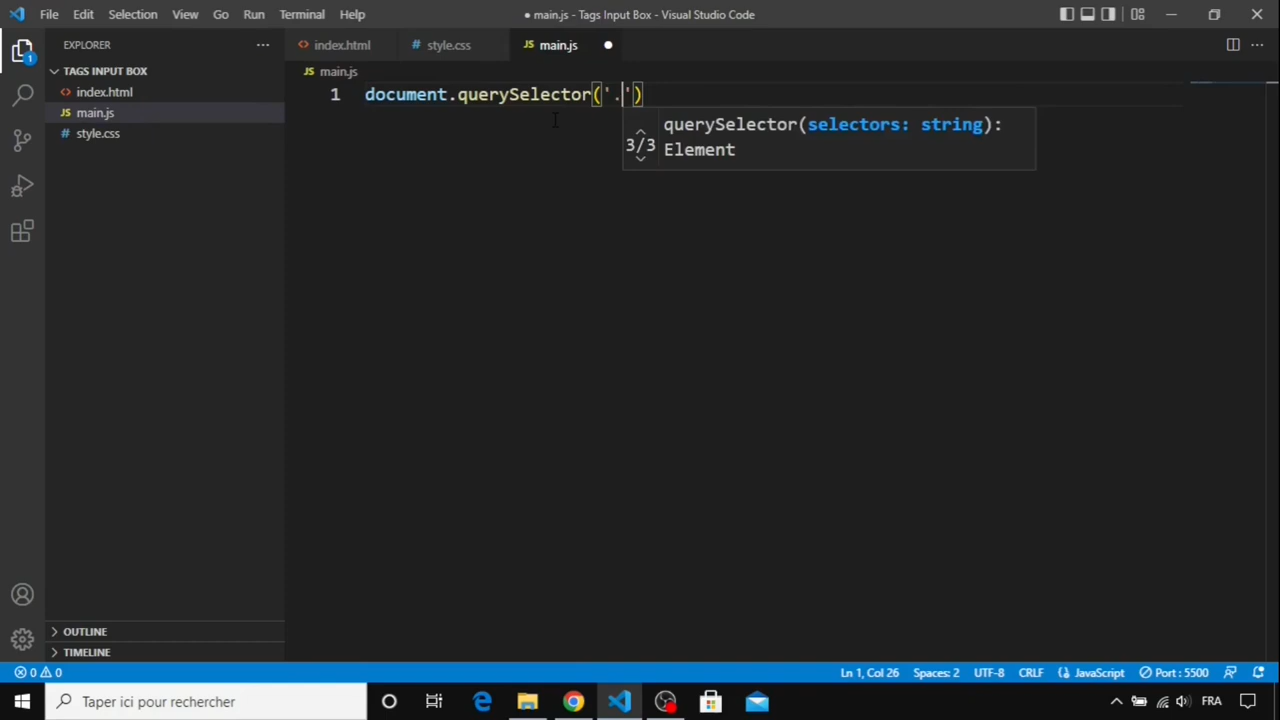 File Edit Selection View Go Run Terminal Help
● main.js - Tags Input Box - Visual Studio Code
EXPLORER
index.html
# style.css
JS main.js
TAGS INPUT BOX
JS main.js
index.html
JS main.js
# style.css
1 document.querySelector('.')
querySelector(selectors: string):
3/3
Element
1
OUTLINE
TIMELINE
0 0
Ln 1, Col 26 Spaces: 2 UTF-8 CRLF {} JavaScript Port : 5500
Taper ici pour rechercher
FRA